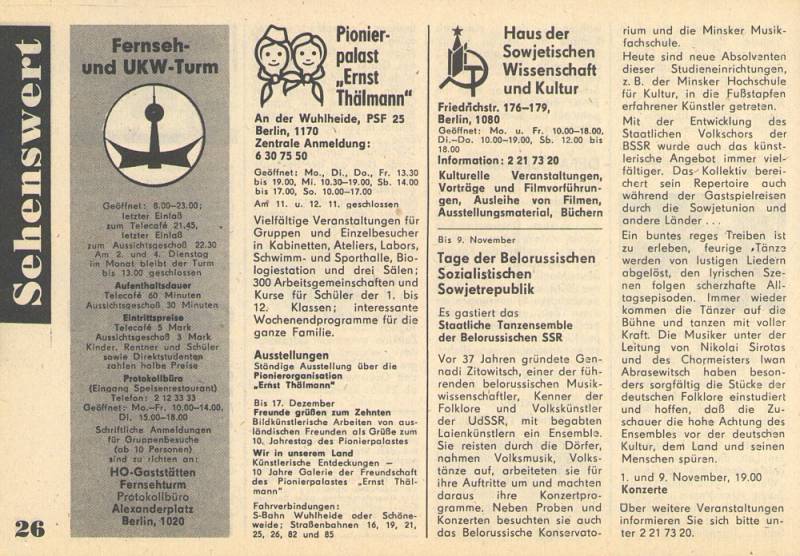 Sehenswert
26
Fernseh-
und UKW-Turm
Geöffnet: 8.00–23.00;
letzter Einlaß
zum Telecafé 21.45,
letzter Einlaß
zum Aussichtsgeschoß 22.30
Am 2. und 4. Dienstag
im Monat bleibt der Turm
bis 13.00 geschlossen
Aufenthaltsdauer
Telecafé 60 Minuten
Aussichtsgeschoß 30 Minuten
Eintrittspreise
Telecafé 5 Mark
Aussichtsgeschoß 3 Mark
Kinder, Rentner und Schüler
sowie Direktstudenten
zahlen halbe Preise
Protokollbüro
(Eingang Speisenrestaurant)
Telefon: 2 12 33 33
Geöffnet: Mo.–Fr. 10.00–14.00,
Di. 15.00–18.00
Schriftliche Anmeldungen
für Gruppenbesuche
(ab 10 Personen)
sind zu richten an:
HO-Gaststätten
Fernsehturm
Protokollbüro
Alexanderplatz
Berlin, 1020
Pionier-
palast
„Ernst
Thälmann"
An der Wuhlheide, PSF 25
Berlin, 1170
Zentrale Anmeldung:
6 30 75 50
Geöffnet: Mo., Di., Do., Fr. 13.30
bis 19.00, Mi. 10.30–19.00, Sb. 14.00
bis 17.00, So. 10.00–17.00
Am 11. u. 12. 11. geschlossen
Vielfältige Veranstaltungen für
Gruppen und Einzelbesucher
in Kabinetten, Ateliers, Labors,
Schwimm- und Sporthalle, Bio-
logiestation und drei Sälen;
300 Arbeitsgemeinschaften und
Kurse für Schüler der 1. bis
12. Klassen; interessante
Wochenendprogramme für die
ganze Familie.
Ausstellungen
Ständige Ausstellung über die
Pionierorganisation
„Ernst Thälmann"
Bis 17. Dezember
Freunde grüßen zum Zehnten
Bildkünstlerische Arbeiten von aus-
ländischen Freunden als Grüße zum
10. Jahrestag des Pionierpalastes
Wir in unserem Land
Künstlerische Entdeckungen –
10 Jahre Galerie der Freundschaft
des Pionierpalastes „Ernst Thäl-
mann"
Fahrverbindungen:
S-Bahn Wuhlheide oder Schöne-
weide; Straßenbahnen 16, 19, 21,
25, 26, 82 und 85
Haus der
Sowjetischen
Wissenschaft
und Kultur
Friedrichstr. 176–179,
Berlin, 1080
Geöffnet: Mo. u. Fr. 10.00–18.00,
Di.–Do. 10.00–19.00, Sb. 12.00 bis
18.00
Information: 2 21 73 20
Kulturelle Veranstaltungen,
Vorträge und Filmvorführun-
gen, Ausleihe von Filmen,
Ausstellungsmaterial, Büchern
Bis 9. November
Tage der Belorussischen
Sozialistischen
Sowjetrepublik
Es gastiert das
Staatliche Tanzensemble
der Belorussischen SSR
Vor 37 Jahren gründete Gen-
nadi Zitowitsch, einer der füh-
renden belorussischen Musik-
wissenschaftler, Kenner der
Folklore und Volkskünstler
der UdSSR, mit begabten
Laienkünstlern ein Ensemble.
Sie reisten durch die Dörfer,
nahmen Volksmusik, Volks-
tänze auf, arbeiteten sie für
ihre Auftritte um und machten
daraus ihre Konzertpro-
gramme. Neben Proben und
Konzerten besuchten sie auch
das Belorussische Konservato-
rium und die Minsker Musik-
fachschule.
Heute sind neue Absolventen
dieser Studieneinrichtungen,
z. B. der Minsker Hochschule
für Kultur, in die Fußstapfen
erfahrener Künstler getreten.
Mit der Entwicklung des
Staatlichen Volkschors der
BSSR wurde auch das künst-
lerische Angebot immer viel-
fältiger. Das Kollektiv berei-
chert sein Repertoire auch
während der Gastspielreisen
durch die Sowjetunion und
andere Länder ...
Ein buntes reges Treiben ist
zu erleben, feurige Tänze
werden von lustigen Liedern
abgelöst, den lyrischen Sze-
nen folgen scherzhafte All-
tagsepisoden. Immer wieder
kommen die Tänzer auf die
Bühne und tanzen mit voller
Kraft. Die Musiker unter der
Leitung von Nikolai Sirotas
und des Chormeisters Iwan
Abrasewitsch haben beson-
ders sorgfältig die Stücke der
deutschen Folklore einstudiert
und hoffen, daß die Zu-
schauer die hohe Achtung des
Ensembles vor der deutschen
Kultur, dem Land und seinen
Menschen spüren.
1. und 9. November, 19.00
Konzerte
Über weitere Veranstaltungen
informieren Sie sich bitte un-
ter 2 21 73 20.